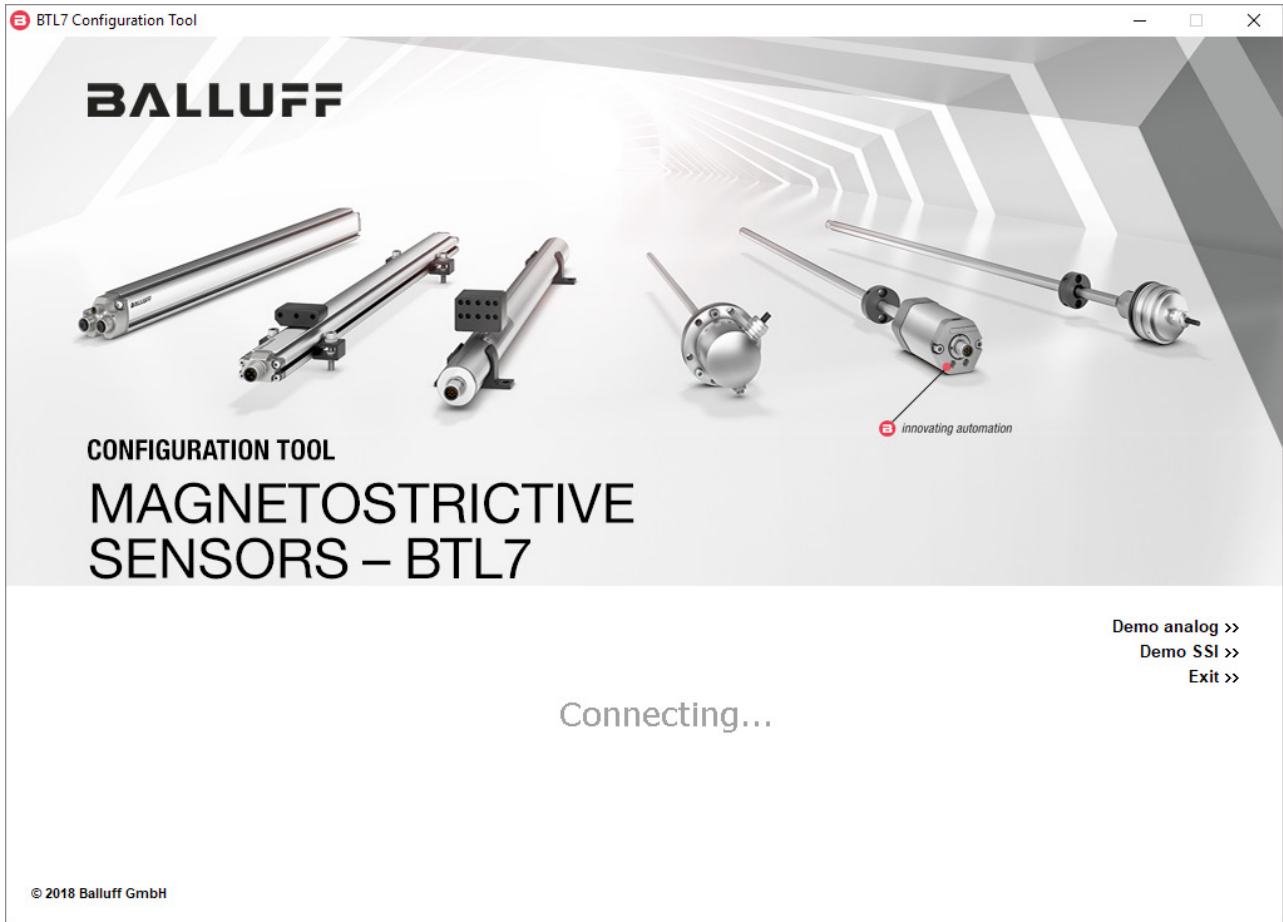 BTL7 Configuration Tool
BALLUFF
BALLUFF
innovating automation
CONFIGURATION TOOL
MAGNETOSTRICTIVE
SENSORS – BTL7
Demo analog >>
Demo SSI >>
Exit >>
Connecting...
© 2018 Balluff GmbH